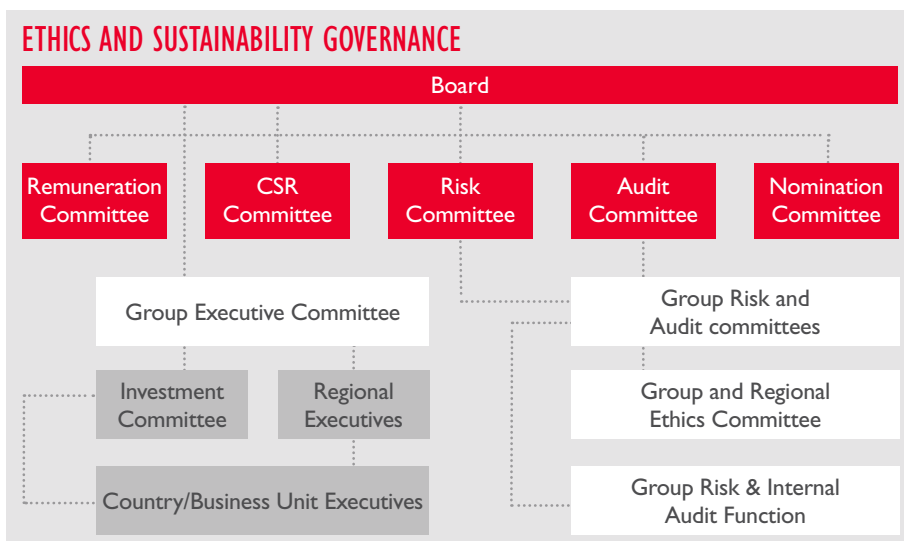 ETHICS AND SUSTAINABILITY GOVERNANCE
Board
Remuneration
Committee
CSR
Committee
Risk
Committee
Audit
Committee
Nomination
Committee
Group Executive Committee
Group Risk and
Audit committees
Investment
Committee
Regional
Executives
Group and Regional
Ethics Committee
Country/Business Unit Executives
Group Risk & Internal
Audit Function